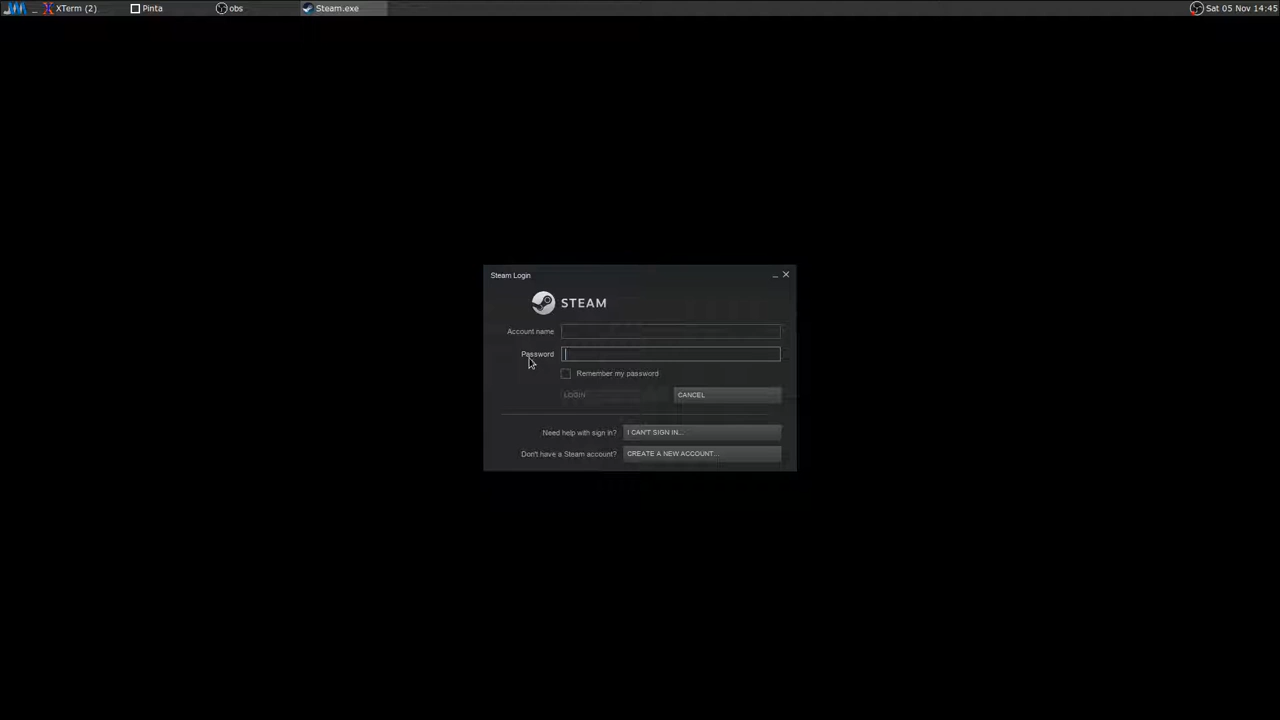 XTerm (2) Pinta obs Steam.exe Sat 05 Nov 14:45
Steam Login
STEAM
Account name
Password
Remember my password
LOGIN CANCEL
Need help with sign in? I CAN'T SIGN IN...
Don't have a Steam account? CREATE A NEW ACCOUNT...